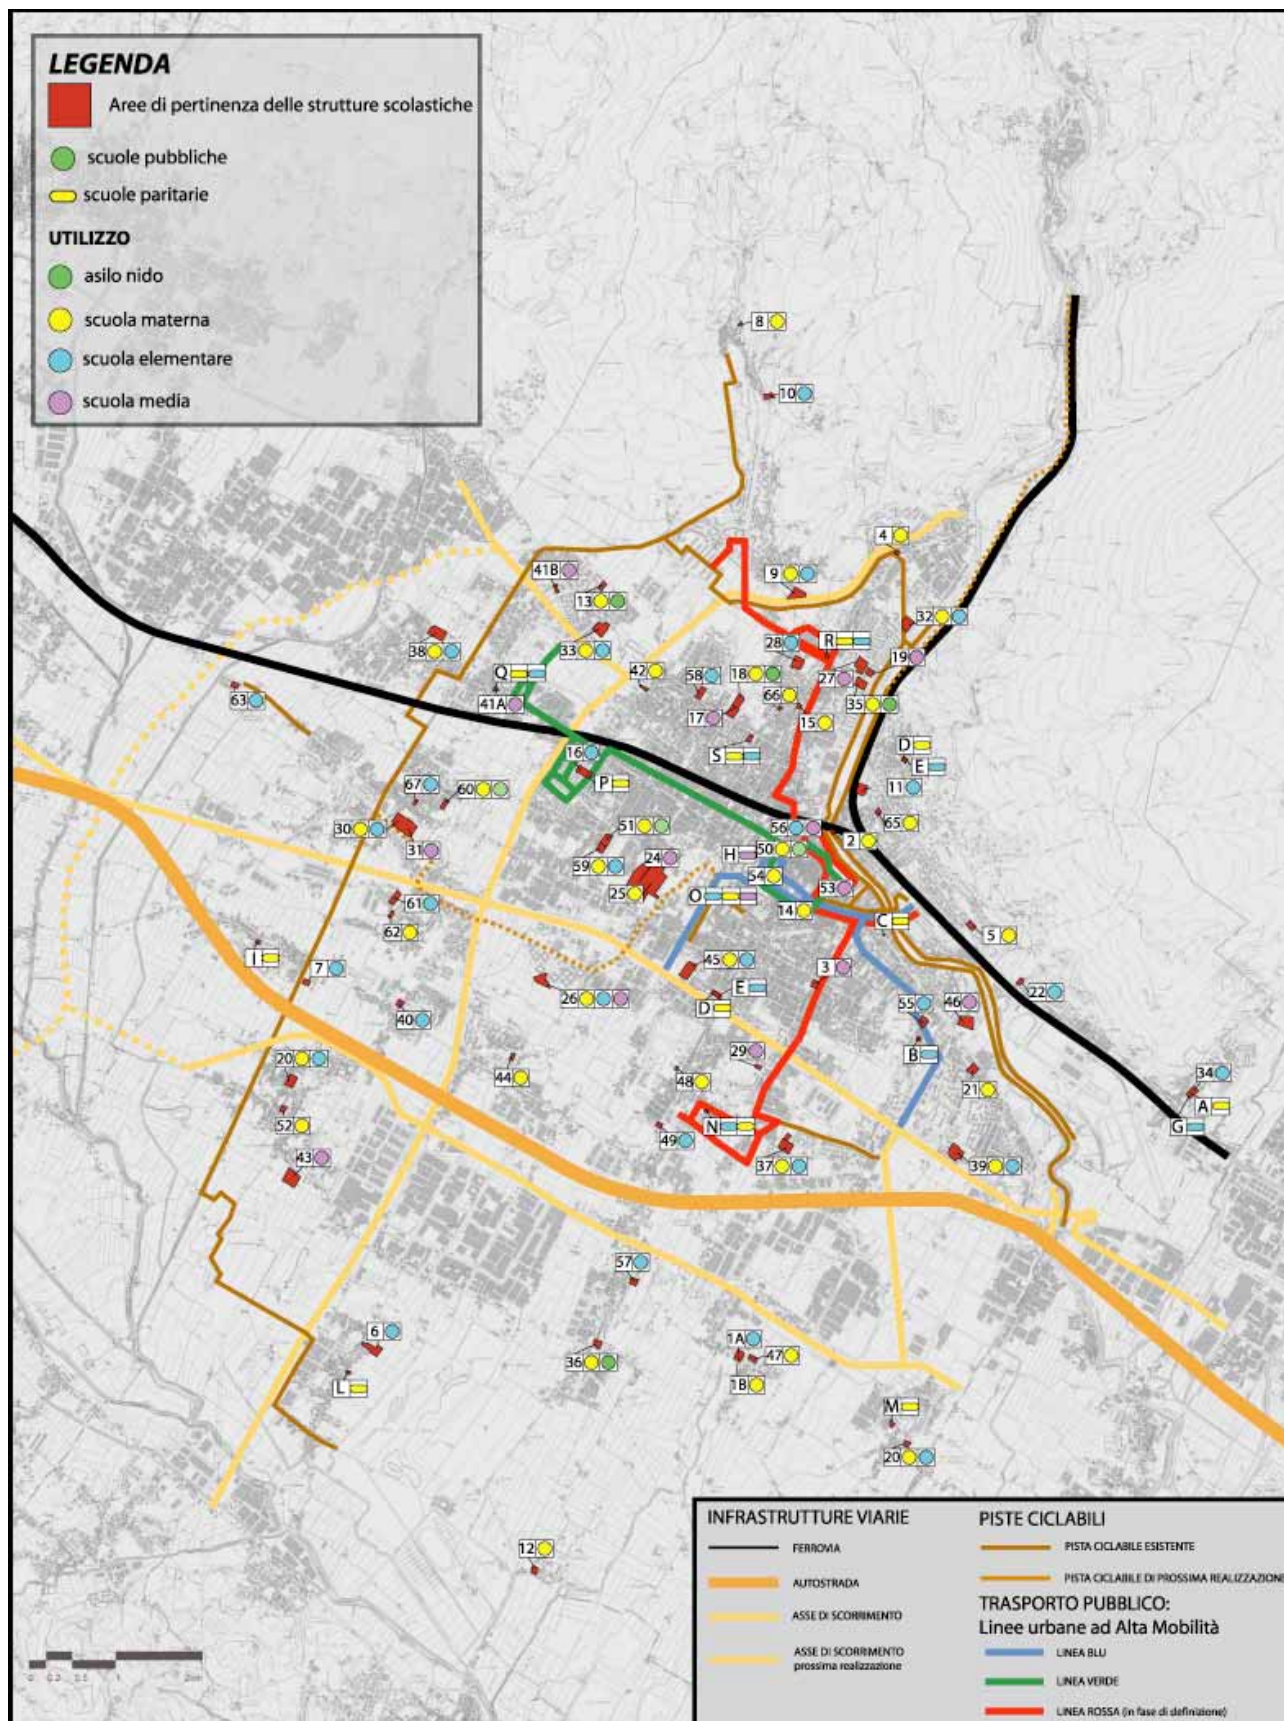 LEGENDA
Aree di pertinenza delle strutture scolastiche
scuole pubbliche
scuole paritarie
UTILIZZO
asilo nido
scuola materna
scuola elementare
scuola media
8
10
4
41B
9
13
32
28
R
33
38
19
42
Q
58
18
27
66
63
41A
35
17
15
D
S
16
E
P
67
11
60
65
51
56
30
2
50
31
H
59
24
54
53
25
O
61
14
C
62
5
I
45
7
3
E
22
26
D
55
46
40
29
20
B
34
44
48
21
A
52
N
G
49
43
37
39
57
6
1A
47
36
L
1B
M
20
12
INFRASTRUTTURE VIARIE
FERROVIA
AUTOSTRADA
ASSE DI SCORRIMENTO
ASSE DI SCORRIMENTO
prossima realizzazione
PISTE CICLABILI
PISTA CICLABILE ESISTENTE
PISTA CICLABILE DI PROSSIMA REALIZZAZIONE
TRASPORTO PUBBLICO:
Linee urbane ad Alta Mobilità
LINEA BLU
LINEA VERDE
LINEA ROSSA (in fase di definizione)